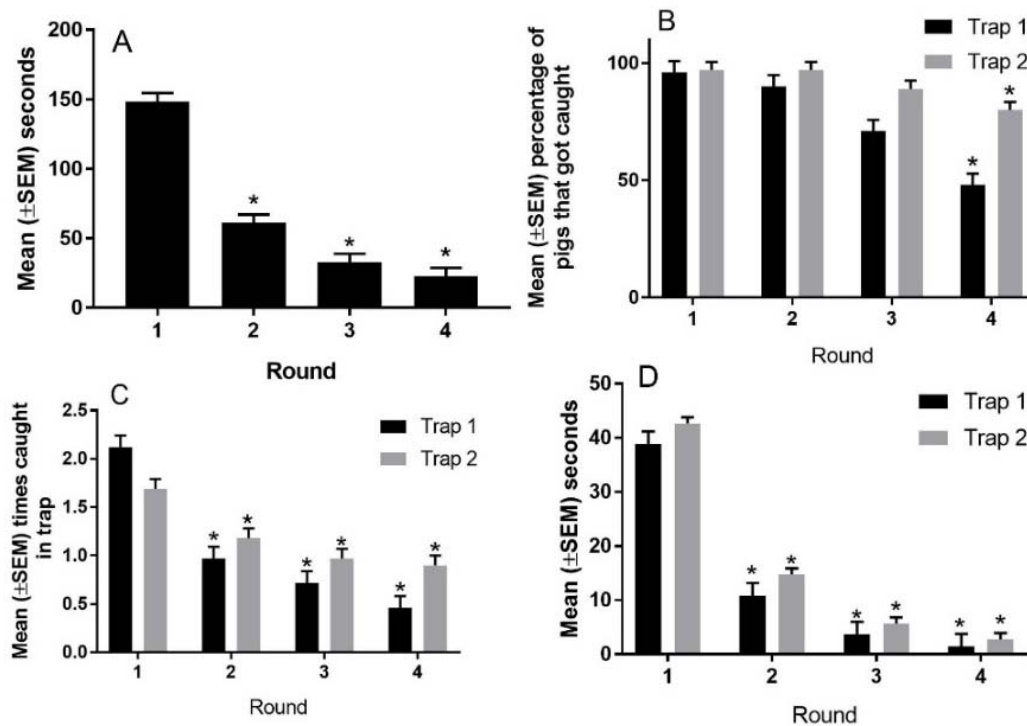 A
Mean (±SEM) seconds
200
150
100
50
0
1 2 3 4
Round
*
*
*
B
Trap 1
Trap 2
Mean (±SEM) percentage of
pigs that got caught
100
50
0
*
*
1 2 3 4
Round
C
Trap 1
Trap 2
Mean (±SEM) times caught
in trap
2.5
2.0
1.5
1.0
0.5
0.0
* *
* *
* *
1 2 3 4
Round
D
Trap 1
Trap 2
Mean (±SEM) seconds
50
40
30
20
10
0
* *
* *
* *
1 2 3 4
Round